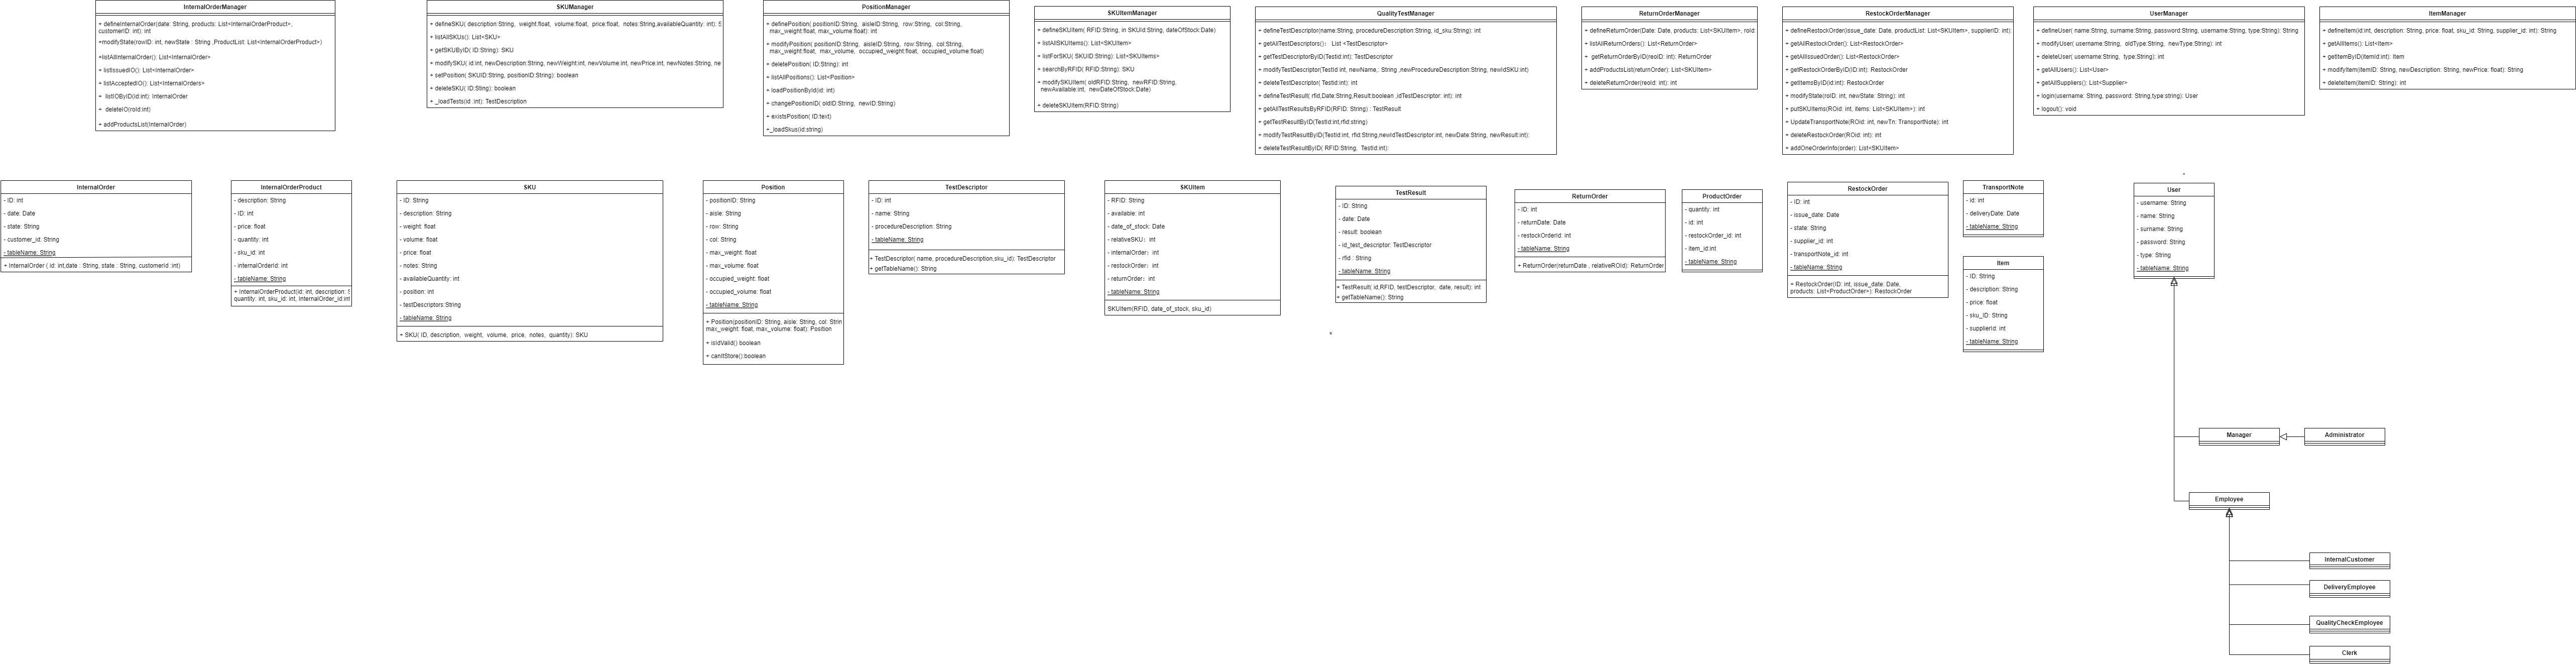 InternalOrderManager
+ defineInternalOrder(date: String, products: List<InternalOrderProduct>,
customerID: int): int
+modifyState(rowID: int, newState : String ,ProductList: List<InternalOrderProduct>)
+listAllInternalOrder(): List<InternalOrder>
+ listIssuedIO(): List<InternalOrder>
+ listAcceptedIO(): List<InternalOrders>
+ listIOByID(id:int): InternalOrder
+ deleteIO(roId:int)
+ addProductsList(InternalOrder)
SKUManager
+ defineSKU( description:String, weight:float, volume:float, price:float, notes:String,availableQuantity: int): S
+ listAllSKUs(): List<SKU>
+ getSKUByID( ID:String): SKU
+ modifySKU( id:int, newDescription:String, newWeight:int, newVolume:int, newPrice:int, newNotes:String, ne
+ setPosition( SKUID:String, positionID:String): boolean
+ deleteSKU( ID:Sting): boolean
+ _loadTests(id :int): TestDescription
PositionManager
+ definePosition( positionID:String, aisleID:String, row:String, col:String,
max_weight:float, max_volume:float): int
+ modifyPosition( positionID:String, aisleID:String, row:String, col:String,
max_weight:float, max_volume, occupied_weight:float, occupied_volume:float)
+ deletePosition( ID:String): int
+ listAllPositions(): List<Position>
+ loadPositionById(id: int)
+ changePositionID( oldID:String, newID:String)
+ existsPosition( ID:text)
+_loadSkus(id:string)
SKUItemManager
+ defineSKUItem( RFID:String, in SKUId:String, dateOfStock:Date)
+ listAllSKUItems(): List<SKUItem>
+ listForSKU( SKUID:String): List<SKUItems>
+ searchByRFID( RFID:String): SKU
+ modifySKUItem( oldRFID:String, newRFID:String,
newAvailable:int, newDateOfStock:Date)
+ deleteSKUItem(RFID:String)
QualityTestManager
+ defineTestDescriptor(name:String, procedureDescription:String, id_sku:String): int
+ getAllTestDescriptors(): List <TestDescriptor>
+ getTestDescriptorByID(TestId:int): TestDescriptor
+ modifyTestDescriptor(TestId:int, newName,: String ,newProcedureDescription:String, newIdSKU:int)
+ deleteTestDescriptor( TestId:int): int
+ defineTestResult( rfid,Date:String,Result:boolean ,idTestDescriptor: int): int
+ getAllTestResultsByRFID(RFID: String) : TestResult
+ getTestResultByID(TestId:int,rfid:string)
+ modifyTestResultByID(TestId:int, rfid:String,newIdTestDescriptor:int, newDate:String, newResult:int):
+ deleteTestResultByID( RFID:String, TestId:int):
ReturnOrderManager
+ defineReturnOrder(Date: Date, products: List<SKUItem>, roId
+ listAllReturnOrders(): List<ReturnOrder>
+ getReturnOrderByID(reoID: int): ReturnOrder
+ addProductsList(returnOrder): List<SKUItem>
+ deleteReturnOrder(reoId: int): int
RestockOrderManager
+ defineRestockOrder(issue_date: Date, productList: List<SKUItem>, supplierID: int)
+ getAllRestockOrder(): List<RestockOrder>
+ getAllIssuedOrder(): List<RestockOrder>
+ getRestockOrderByID(ID:int): RestockOrder
+ getItemsById(id:int): RestockOrder
+ modifyState(roID: int, newState: String): int
+ putSKUItems(ROid: int, items: List<SKUItem>): int
+ UpdateTransportNote(ROid: int, newTn: TransportNote): int
+ deleteRestockOrder(ROid: int): int
+ addOneOrderInfo(order): List<SKUItem>
UserManager
+ defineUser( name:String, surname:String, password:String, username:String, type:String): String
+ modifyUser( username:String, oldType:String, newType:String): int
+ deleteUser( username:String, type:String): int
+ getAllUsers(): List<User>
+ getAllSuppliers(): List<Supplier>
+ login(username: String, password: String,type:string): User
+ logout(): void
ItemManager
+ defineItem(id:int, description: String, price: float, sku_id: String, supplier_id: int): String
+ getAllItems(): List<Item>
+ getItemByID(itemId:int): Item
+ modifyItem(itemID: String, newDescription: String, newPrice: float): String
+ deleteItem(itemID: String): int
InternalOrder
- ID: int
- date: Date
- state: String
- customer_id: String
- tableName: String
+ InternalOrder ( id: int,date : String, state : String, customerId :int)
InternalOrderProduct
- description: String
- ID: int
- price: float
- quantity: int
- sku_id: int
- internalOrderId: int
- tableName: String
+ InternalOrderProduct(id: int, description: S
quantity: int, sku_id: int, InternalOrder_id:int
SKU
- ID: String
- description: String
- weight: float
- volume: float
- price: float
- notes: String
- availableQuantity: int
- position: int
- testDescriptors:String
- tableName: String
+ SKU( ID, description, weight, volume, price, notes, quantity): SKU
Position
- positionID: String
- aisle: String
- row: String
- col: String
- max_weight: float
- max_volume: float
- occupied_weight: float
- occupied_volume: float
- tableName: String
+ Position(positionID: String, aisle: String, col: Strin
max_weight: float, max_volume: float): Position
+ isIdValid() boolean
+ canItStore():boolean
TestDescriptor
- ID: int
- name: String
- procedureDescription: String
- tableName: String
+ TestDescriptor( name, procedureDescription,sku_id): TestDescriptor
+ getTableName(): String
SKUItem
- RFID: String
- available: int
- date_of_stock: Date
- relativeSKU: int
- internalOrder: int
- restockOrder: int
- returnOrder: int
- tableName: String
SKUItem(RFID, date_of_stock, sku_id)
TestResult
- ID: String
- date: Date
- result: boolean
- id_test_descriptor: TestDescriptor
- rfid : String
- tableName: String
+ TestResult( id,RFID, testDescriptor, date, result): int
+ getTableName(): String
*
ReturnOrder
- ID: int
- returnDate: Date
- restockOrderId: int
- tableName: String
+ ReturnOrder(returnDate , relativeROId): ReturnOrder
ProductOrder
- quantity: int
- id: int
- restockOrder_id: int
- item_id:int
- tableName: String
RestockOrder
- ID: int
- issue_date: Date
- state: String
- supplier_id: int
- transportNote_id: int
- tableName: String
+ RestockOrder(ID: int, issue_date: Date,
products: List<ProductOrder>): RestockOrder
TransportNote
- id: int
- deliveryDate: Date
- tableName: String
Item
- ID: String
- description: String
- price: float
- sku_ID: String
- supplierId: int
- tableName: String
*
User
- username: String
- name: String
- surname: String
- password: String
- type: String
- tableName: String
Manager
Administrator
Employee
InternalCustomer
DeliveryEmployee
QualityCheckEmployee
Clerk